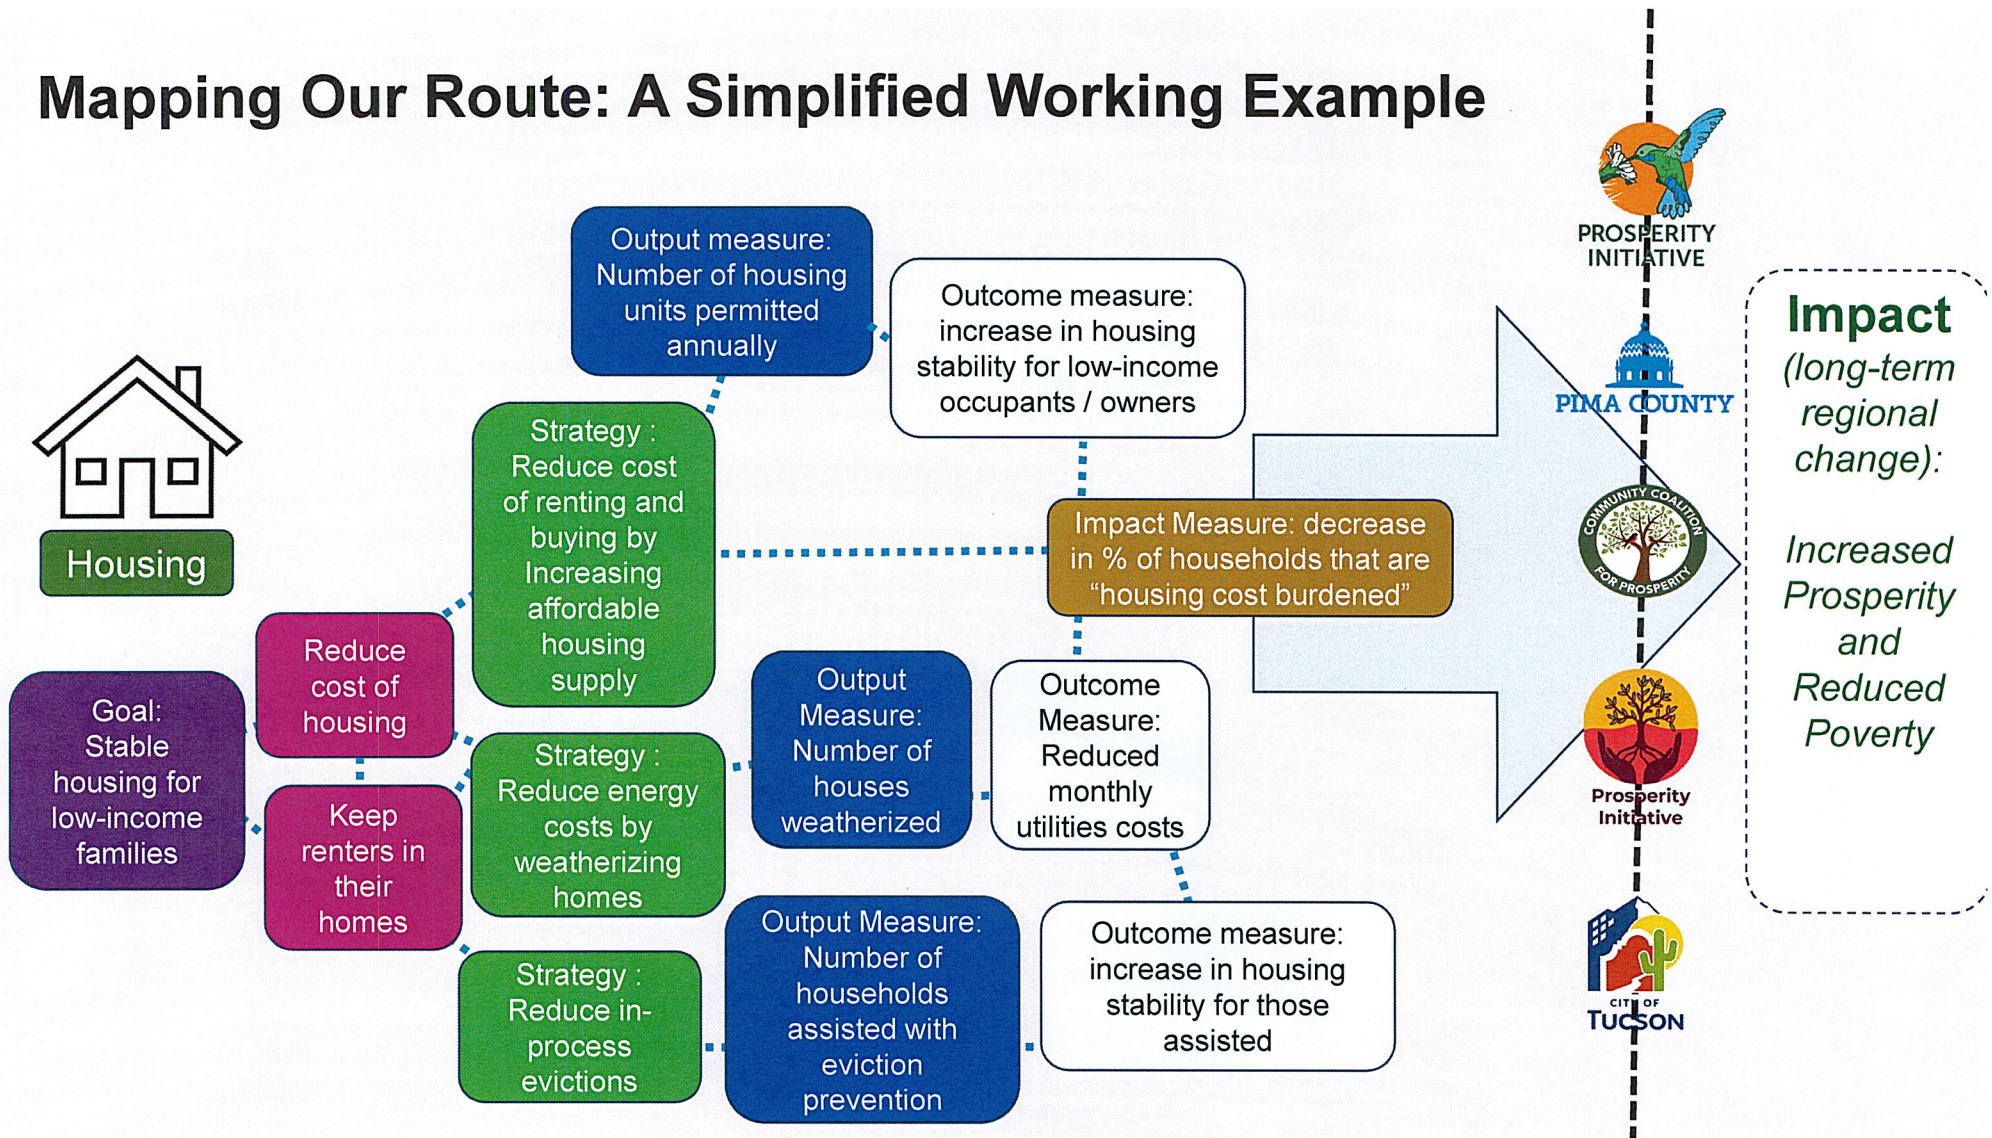 Mapping Our Route: A Simplified Working Example
PROSPERITY
INITIATIVE
Output measure:
Number of housing
units permitted
annually
Outcome measure:
increase in housing
stability for low-income
occupants / owners
Impact
(long-term
regional
change):
Increased
Prosperity
and
Reduced
Poverty
PIMA COUNTY
Strategy :
Reduce cost
of renting and
buying by
Increasing
affordable
housing
supply
COMMUNITY COALITION
FOR PROSPERITY
Impact Measure: decrease
in % of households that are
“housing cost burdened”
Housing
Reduce
cost of
housing
Goal:
Stable
housing for
low-income
families
Keep
renters in
their
homes
Strategy :
Reduce energy
costs by
weatherizing
homes
Output
Measure:
Number of
houses
weatherized
Outcome
Measure:
Reduced
monthly
utilities costs
Prosperity
Initiative
Strategy :
Reduce in-
process
evictions
Output Measure:
Number of
households
assisted with
eviction
prevention
Outcome measure:
increase in housing
stability for those
assisted
CITY OF
TUCSON